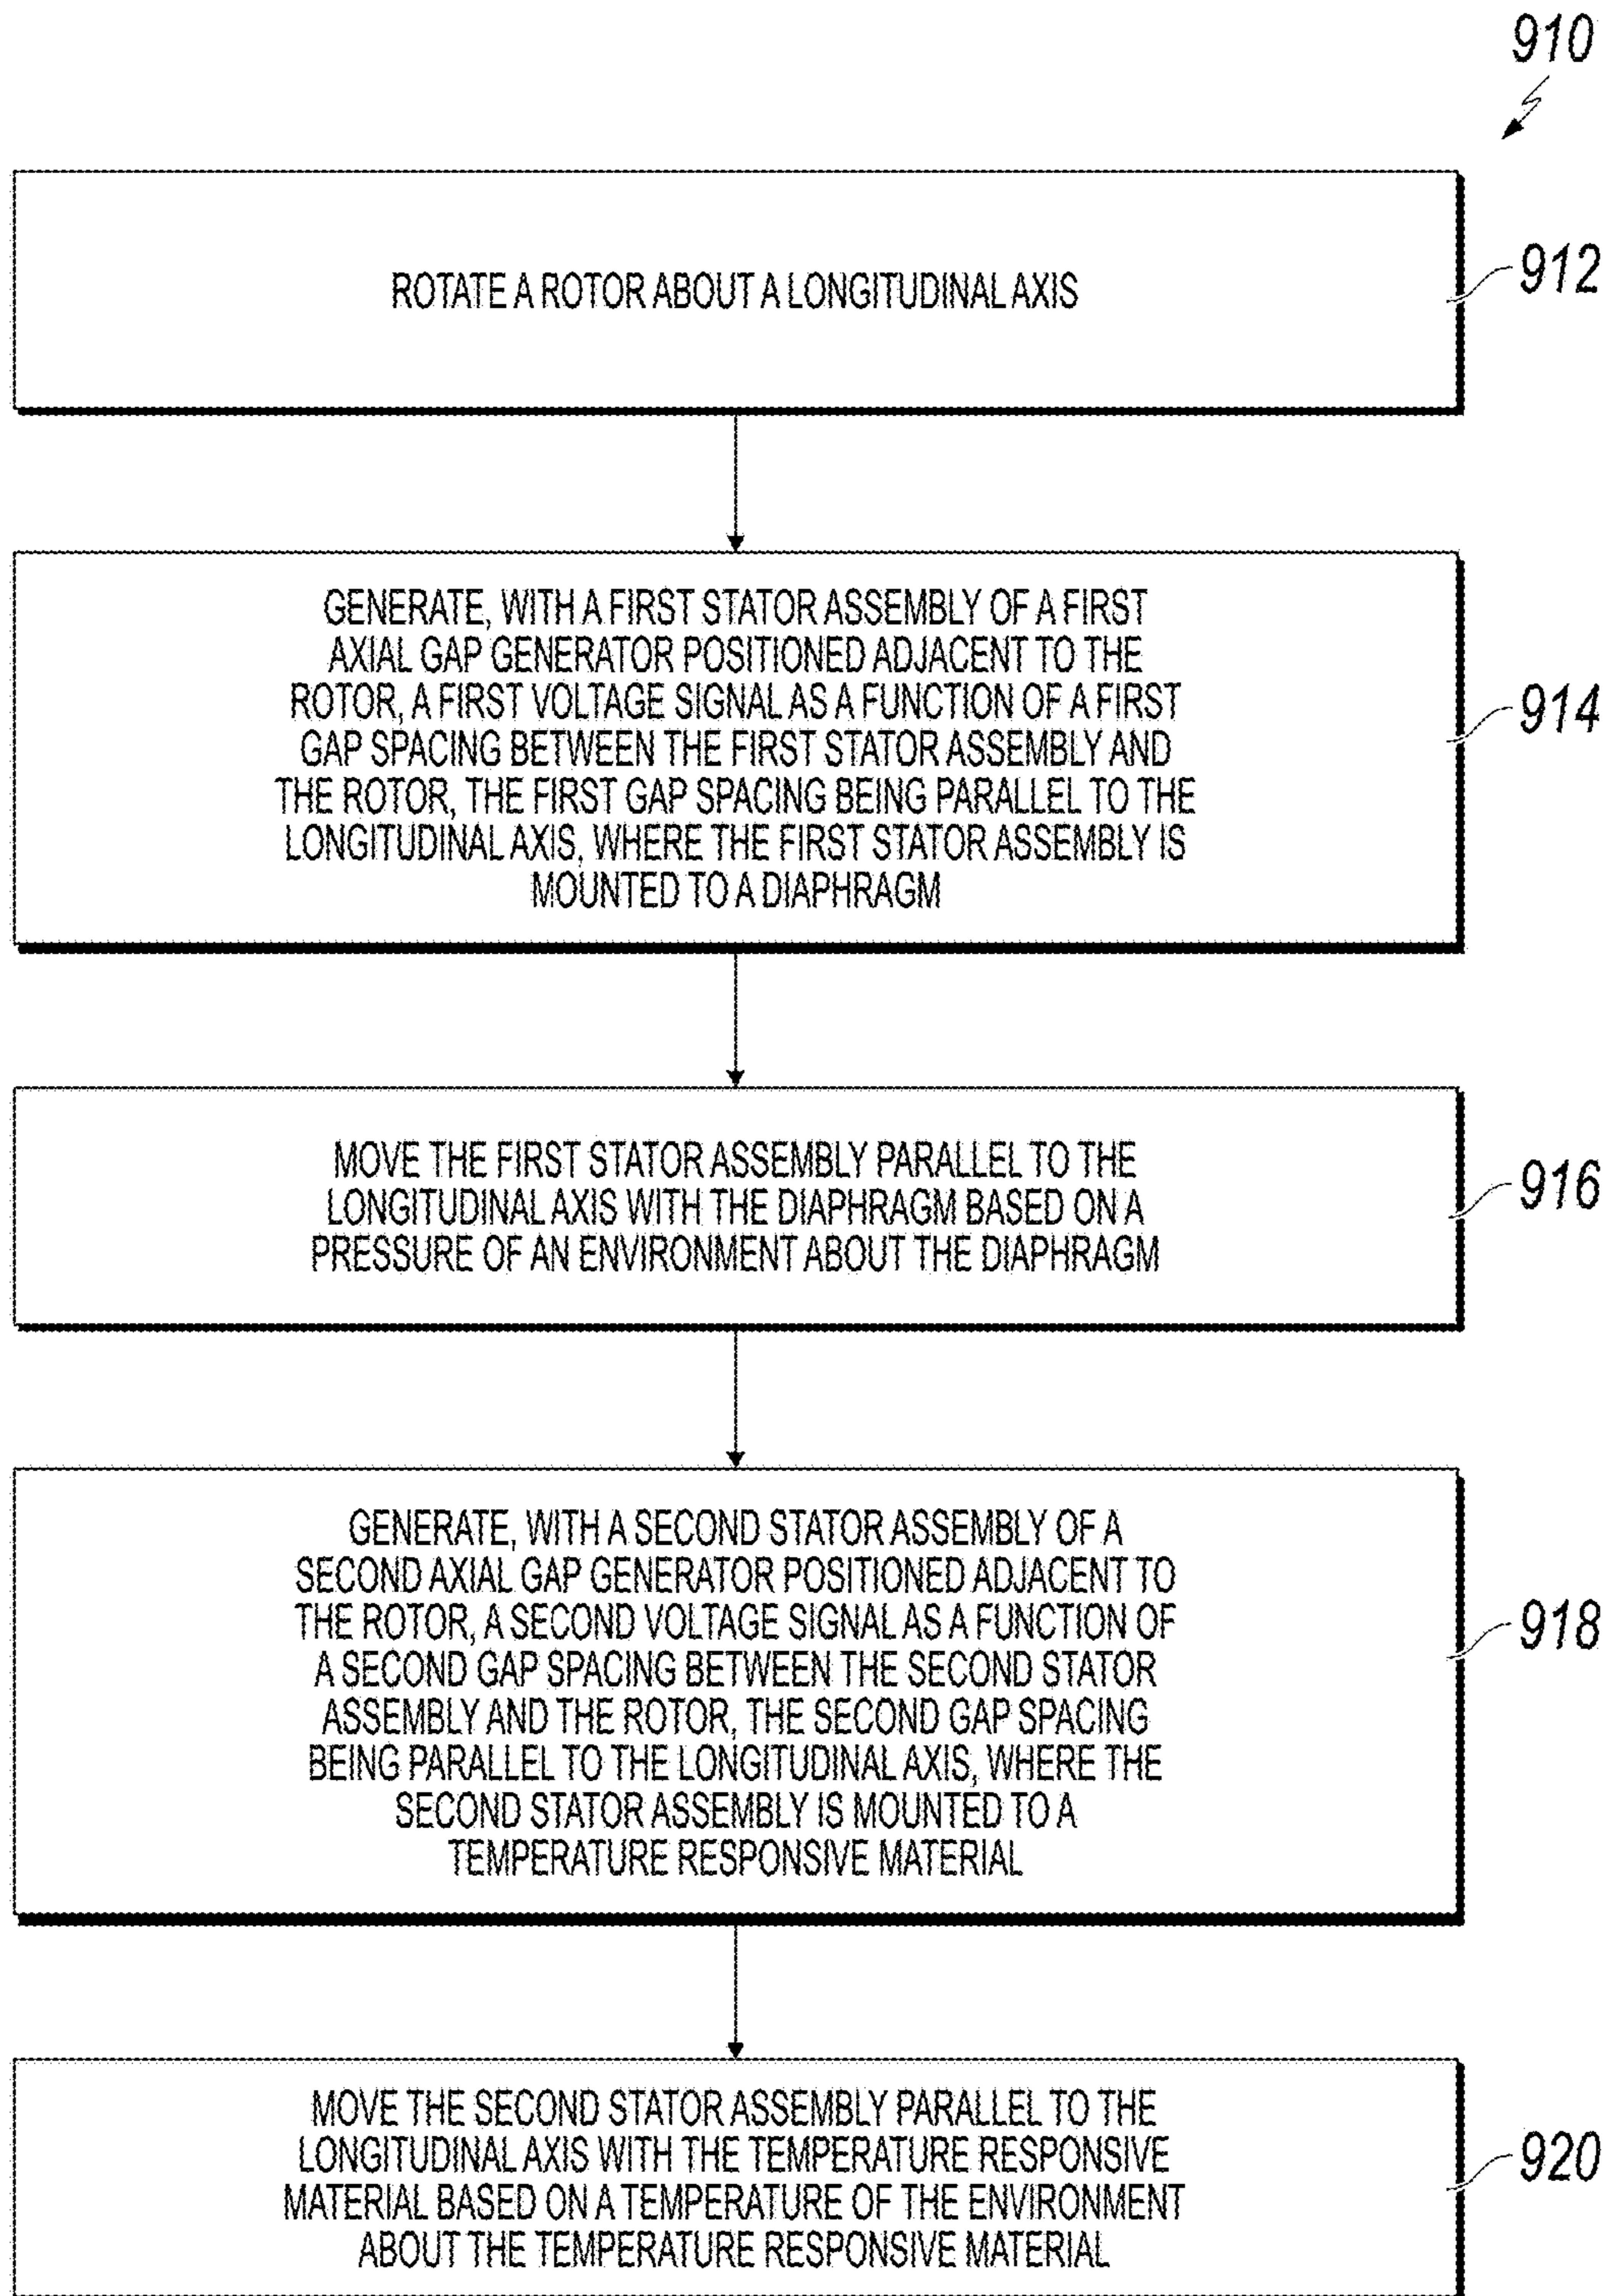 910
ROTATE A ROTOR ABOUT A LONGITUDINAL AXIS
912
GENERATE, WITH A FIRST STATOR ASSEMBLY OF A FIRST
AXIAL GAP GENERATOR POSITIONED ADJACENT TO THE
ROTOR, A FIRST VOLTAGE SIGNAL AS A FUNCTION OF A FIRST
GAP SPACING BETWEEN THE FIRST STATOR ASSEMBLY AND
THE ROTOR, THE FIRST GAP SPACING BEING PARALLEL TO THE
LONGITUDINAL AXIS, WHERE THE FIRST STATOR ASSEMBLY IS
MOUNTED TO A DIAPHRAGM
914
MOVE THE FIRST STATOR ASSEMBLY PARALLEL TO THE
LONGITUDINAL AXIS WITH THE DIAPHRAGM BASED ON A
PRESSURE OF AN ENVIRONMENT ABOUT THE DIAPHRAGM
916
GENERATE, WITH A SECOND STATOR ASSEMBLY OF A
SECOND AXIAL GAP GENERATOR POSITIONED ADJACENT TO
THE ROTOR, A SECOND VOLTAGE SIGNAL AS A FUNCTION OF
A SECOND GAP SPACING BETWEEN THE SECOND STATOR
ASSEMBLY AND THE ROTOR, THE SECOND GAP SPACING
BEING PARALLEL TO THE LONGITUDINAL AXIS, WHERE THE
SECOND STATOR ASSEMBLY IS MOUNTED TO A
TEMPERATURE RESPONSIVE MATERIAL
918
MOVE THE SECOND STATOR ASSEMBLY PARALLEL TO THE
LONGITUDINAL AXIS WITH THE TEMPERATURE RESPONSIVE
MATERIAL BASED ON A TEMPERATURE OF THE ENVIRONMENT
ABOUT THE TEMPERATURE RESPONSIVE MATERIAL
920